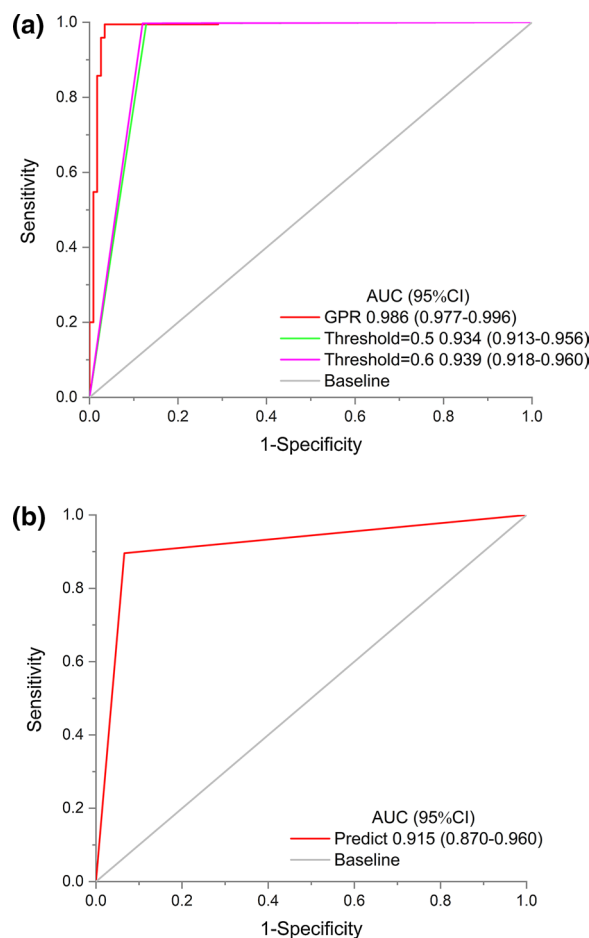 (a)
1.0
0.8
0.6
0.4
0.2
0.0
Sensitivity
AUC (95%CI)
GPR 0.986 (0.977-0.996)
Threshold=0.5 0.934 (0.913-0.956)
Threshold=0.6 0.939 (0.918-0.960)
Baseline
0.0 0.2 0.4 0.6 0.8 1.0
1-Specificity
(b)
1.0
0.8
0.6
0.4
0.2
0.0
Sensitivity
AUC (95%CI)
Predict 0.915 (0.870-0.960)
Baseline
0.0 0.2 0.4 0.6 0.8 1.0
1-Specificity